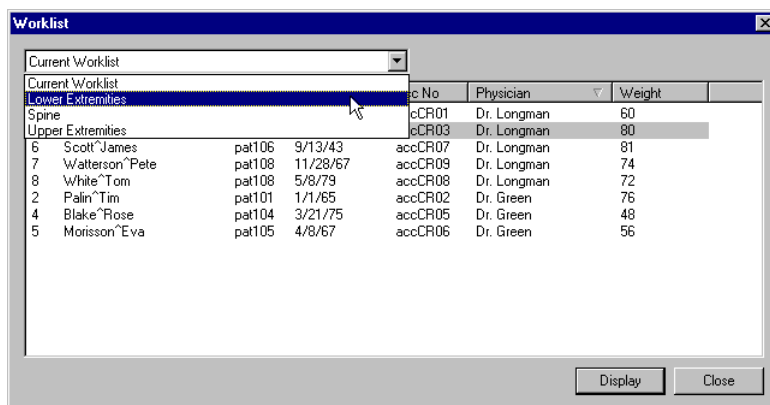 Worklist
Current Worklist
Current Worklist
Lower Extremities
Spine
Upper Extremities
c No Physician Weight
cCR01 Dr. Longman 60
cCR03 Dr. Longman 80
6 Scott^James pat106 9/13/43 accCR07 Dr. Longman 81
7 Watterson^Pete pat108 11/28/67 accCR09 Dr. Longman 74
8 White^Tom pat108 5/8/79 accCR08 Dr. Longman 72
2 Palin^Tim pat101 1/1/65 accCR02 Dr. Green 76
4 Blake^Rose pat104 3/21/75 accCR05 Dr. Green 48
5 Morisson^Eva pat105 4/8/67 accCR06 Dr. Green 56
Display Close